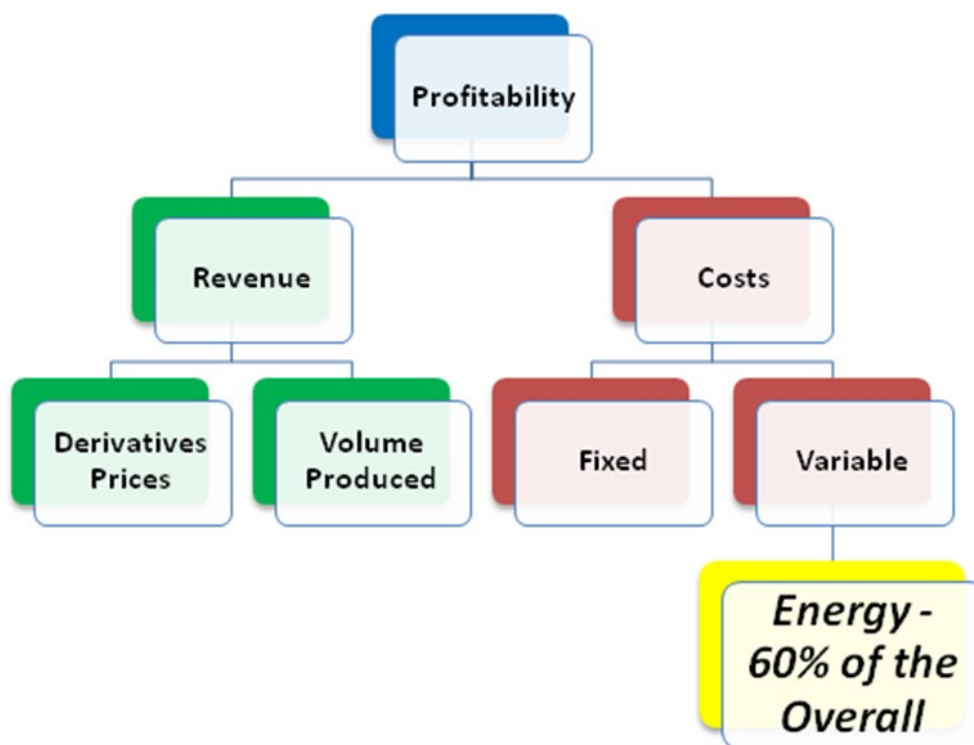 Profitability
Revenue
Costs
Derivatives
Prices
Volume
Produced
Fixed
Variable
Energy -
60% of the
Overall